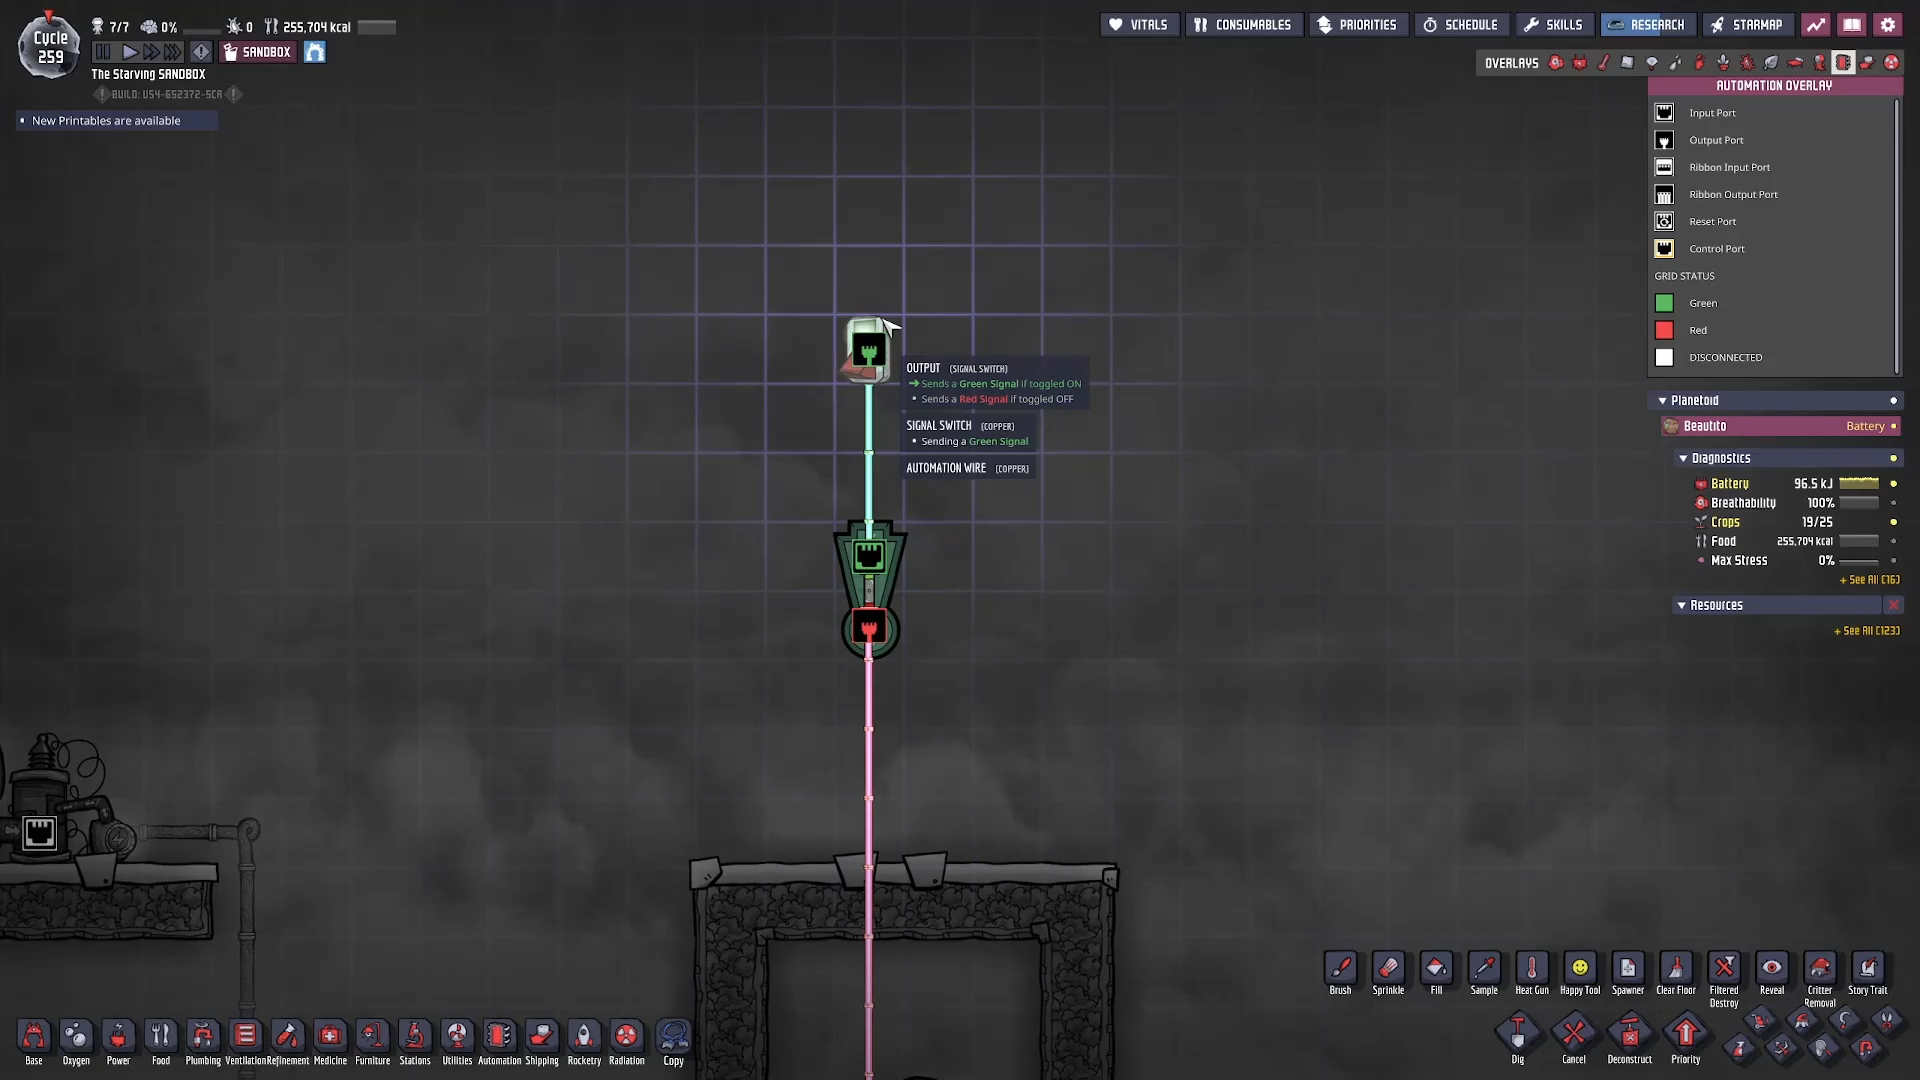 Cycle
259
7/7
0%
0
255,704 kcal
SANDBOX
The Starving SANDBOX
BUILD: U54-652372-SCR
New Printables are available
VITALS
CONSUMABLES
PRIORITIES
SCHEDULE
SKILLS
RESEARCH
STARMAP
OVERLAYS
AUTOMATION OVERLAY
Input Port
Output Port
Ribbon Input Port
Ribbon Output Port
Reset Port
Control Port
GRID STATUS
Green
Red
DISCONNECTED
OUTPUT (SIGNAL SWITCH)
Sends a Green Signal if toggled ON
• Sends a Red Signal if toggled OFF
SIGNAL SWITCH (COPPER)
• Sending a Green Signal
AUTOMATION WIRE (COPPER)
Planetoid
Beautito Battery
Diagnostics
Battery 96.5 kJ
Breathability 100%
Crops 19/25
Food 255,704 kcal
Max Stress 0%
+ See All (16)
Resources
+ See All (123)
Brush
Sprinkle
Fill
Sample
Heat Gun
Happy Tool
Spawner
Clear Floor
Filtered Destroy
Reveal
Critter Removal
Story Trait
Base
Oxygen
Power
Food
Plumbing
Ventilation
Refinement
Medicine
Furniture
Stations
Utilities
Automation
Shipping
Rocketry
Radiation
Copy
Dig
Cancel
Deconstruct
Priority